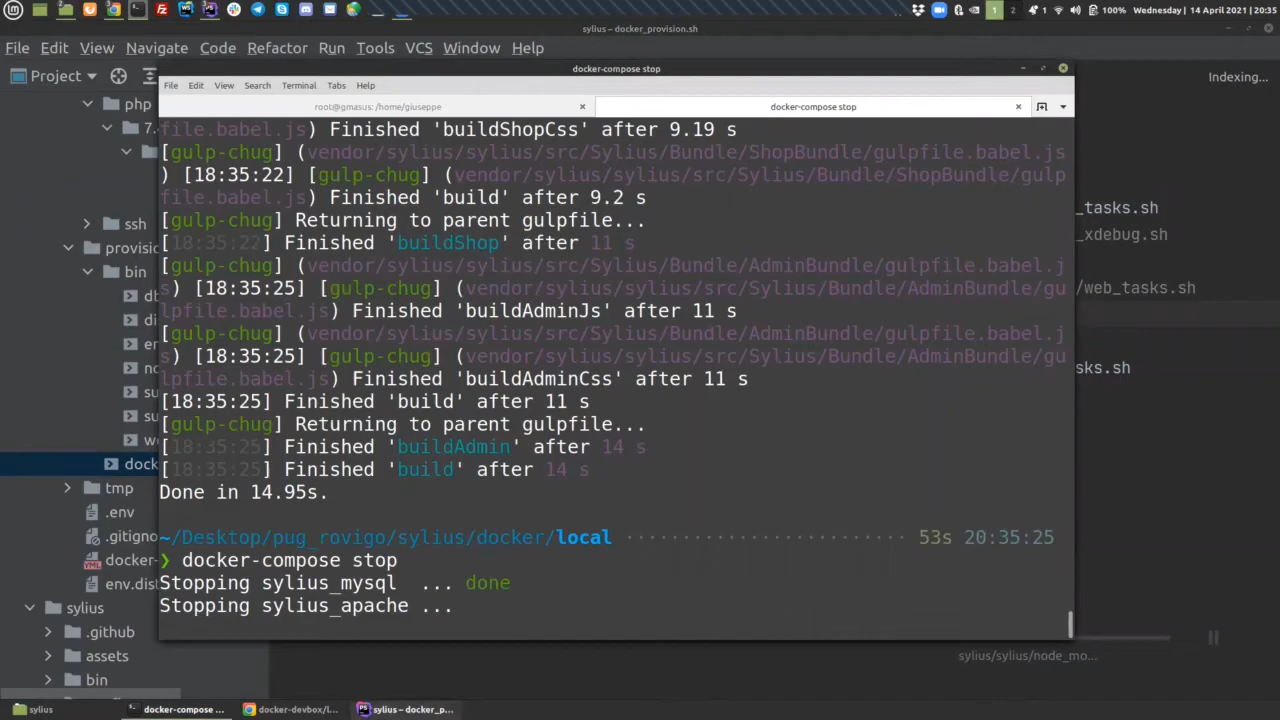 100%
Wednesday | 14 April 2021
20:35
sylius – docker_provision.sh
File Edit View Navigate Code Refactor Run Tools VCS Window Help
Project
Indexing...
docker-compose stop
File Edit View Search Terminal Tabs Help
root@gmasus: /home/giuseppe
docker-compose stop
php
7.
ssh
provision
bin
dock
tmp
.env
.gitigno
docker-
env.dist
sylius
.github
assets
bin
file.babel.js) Finished 'buildShopCss' after 9.19 s
[gulp-chug] (vendor/sylius/sylius/src/Sylius/Bundle/ShopBundle/gulpfile.babel.js
) [18:35:22] [gulp-chug] (vendor/sylius/sylius/src/Sylius/Bundle/ShopBundle/gulp
file.babel.js) Finished 'build' after 9.2 s
[gulp-chug] Returning to parent gulpfile...
[18:35:22] Finished 'buildShop' after 11 s
[gulp-chug] (vendor/sylius/sylius/src/Sylius/Bundle/AdminBundle/gulpfile.babel.j
s) [18:35:25] [gulp-chug] (vendor/sylius/sylius/src/Sylius/Bundle/AdminBundle/gu
lpfile.babel.js) Finished 'buildAdminJs' after 11 s
[gulp-chug] (vendor/sylius/sylius/src/Sylius/Bundle/AdminBundle/gulpfile.babel.j
s) [18:35:25] [gulp-chug] (vendor/sylius/sylius/src/Sylius/Bundle/AdminBundle/gu
lpfile.babel.js) Finished 'buildAdminCss' after 11 s
[18:35:25] Finished 'build' after 11 s
[gulp-chug] Returning to parent gulpfile...
[18:35:25] Finished 'buildAdmin' after 14 s
[18:35:25] Finished 'build' after 14 s
Done in 14.95s.
~/Desktop/pug_rovigo/sylius/docker/local 53s 20:35:25
❯ docker-compose stop
Stopping sylius_mysql ... done
Stopping sylius_apache ...
_tasks.sh
_xdebug.sh
/web_tasks.sh
sks.sh
sylius/sylius/node_mo...
sylius
docker-compose ...
docker-devbox/l...
sylius – docker_p...